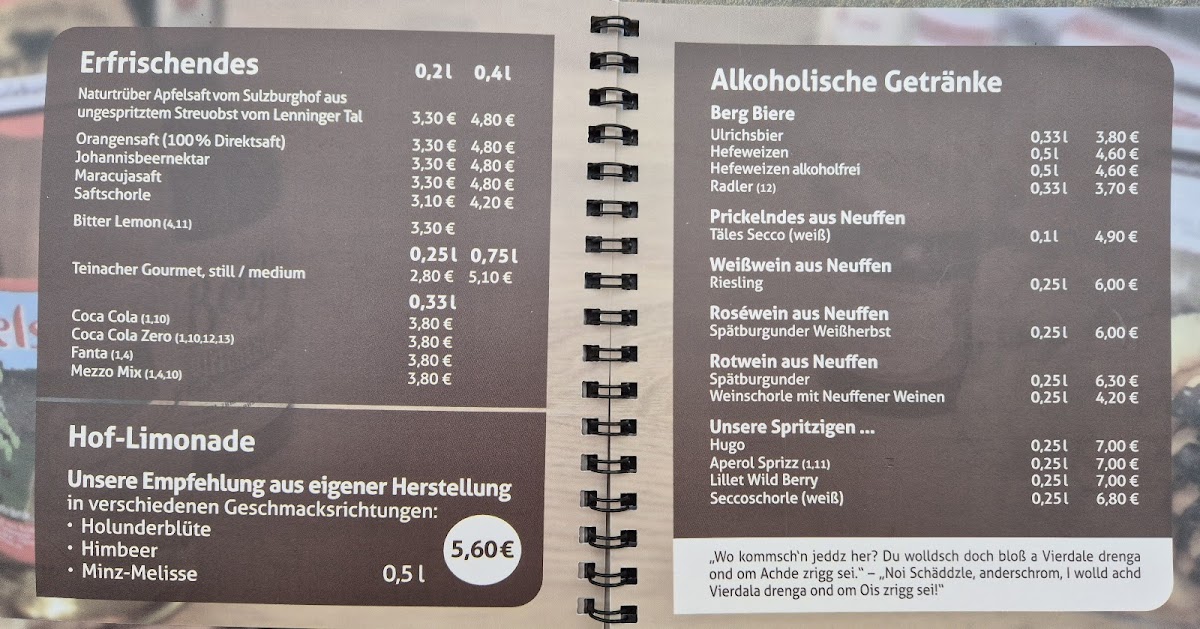 Erfrischendes 0,2 l 0,4 l
Naturtrüber Apfelsaft vom Sulzburghof aus
ungespritztem Streuobst vom Lenninger Tal 3,30 € 4,80 €
Orangensaft (100% Direktsaft) 3,30 € 4,80 €
Johannisbeernektar 3,30 € 4,80 €
Maracujasaft 3,30 € 4,80 €
Saftschorle 3,10 € 4,20 €
Bitter Lemon (4,11) 3,30 €
0,25 l 0,75 l
Teinacher Gourmet, still / medium 2,80 € 5,10 €
0,33 l
Coca Cola (1,10) 3,80 €
Coca Cola Zero (1,10,12,13) 3,80 €
Fanta (1,4) 3,80 €
Mezzo Mix (1,4,10) 3,80 €
Hof-Limonade
Unsere Empfehlung aus eigener Herstellung
in verschiedenen Geschmacksrichtungen:
• Holunderblüte
• Himbeer
• Minz-Melisse 0,5 l
5,60 €
Alkoholische Getränke
Berg Biere
Ulrichsbier 0,33 l 3,80 €
Hefeweizen 0,5 l 4,60 €
Hefeweizen alkoholfrei 0,5 l 4,60 €
Radler (12) 0,33 l 3,70 €
Prickelndes aus Neuffen
Täles Secco (weiß) 0,1 l 4,90 €
Weißwein aus Neuffen
Riesling 0,25 l 6,00 €
Roséwein aus Neuffen
Spätburgunder Weißherbst 0,25 l 6,00 €
Rotwein aus Neuffen
Spätburgunder 0,25 l 6,30 €
Weinschorle mit Neuffener Weinen 0,25 l 4,20 €
Unsere Spritzigen ...
Hugo 0,25 l 7,00 €
Aperol Sprizz (1,11) 0,25 l 7,00 €
Lillet Wild Berry 0,25 l 7,00 €
Seccoschorle (weiß) 0,25 l 6,80 €
„Wo kommsch'n jeddz her? Du wolldsch doch bloß a Vierdale drenga
ond om Achde zrigg sei.“ – „Noi Schäddzle, anderschrom, I wolld achd
Vierdala drenga ond om Ois zrigg sei!“